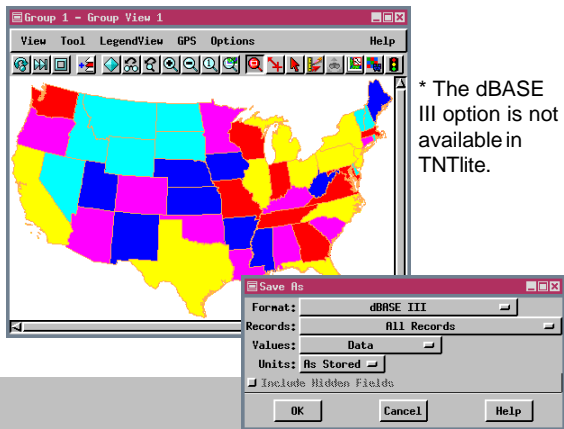 Group 1 - Group View 1
View Tool LegendView GPS Options Help
* The dBASE
III option is not
available in
TNTlite.
Save As
Format: dBASE III
Records: All Records
Values: Data
Units: As Stored
Include Hidden Fields
OK Cancel Help